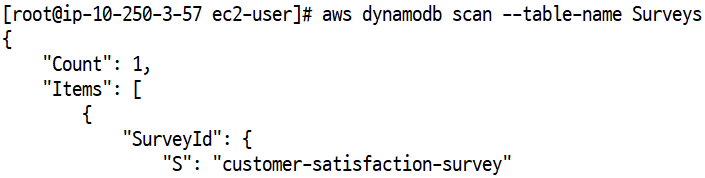 [root@ip-10-250-3-57 ec2-user]# aws dynamodb scan --table-name Surveys
{
    "Count": 1,
    "Items": [
        {
            "SurveyId": {
                "S": "customer-satisfaction-survey"